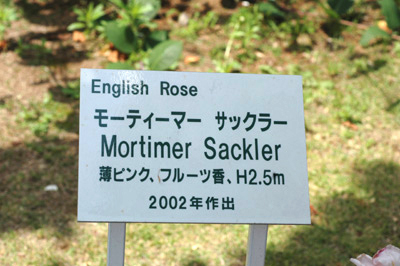 English Rose
モーティーマー サックラー
Mortimer Sackler
薄ピンク、フルーツ香、H2.5m
2002年作出